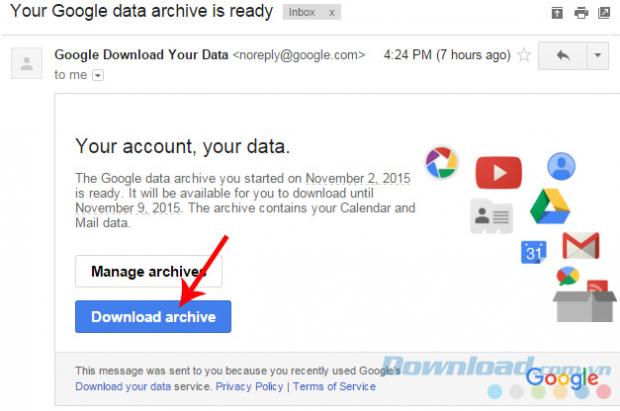 Your Google data archive is ready Inbox x
Google Download Your Data <noreply@google.com> 4:24 PM (7 hours ago)
to me
Your account, your data.
The Google data archive you started on November 2, 2015
is ready. It will be available for you to download until
November 9, 2015. The archive contains your Calendar and
Mail data.
31
Manage archives
Download archive
This message was sent to you because you recently used Google's
Download your data service. Privacy Policy | Terms of Service
Download.com.vn
Google